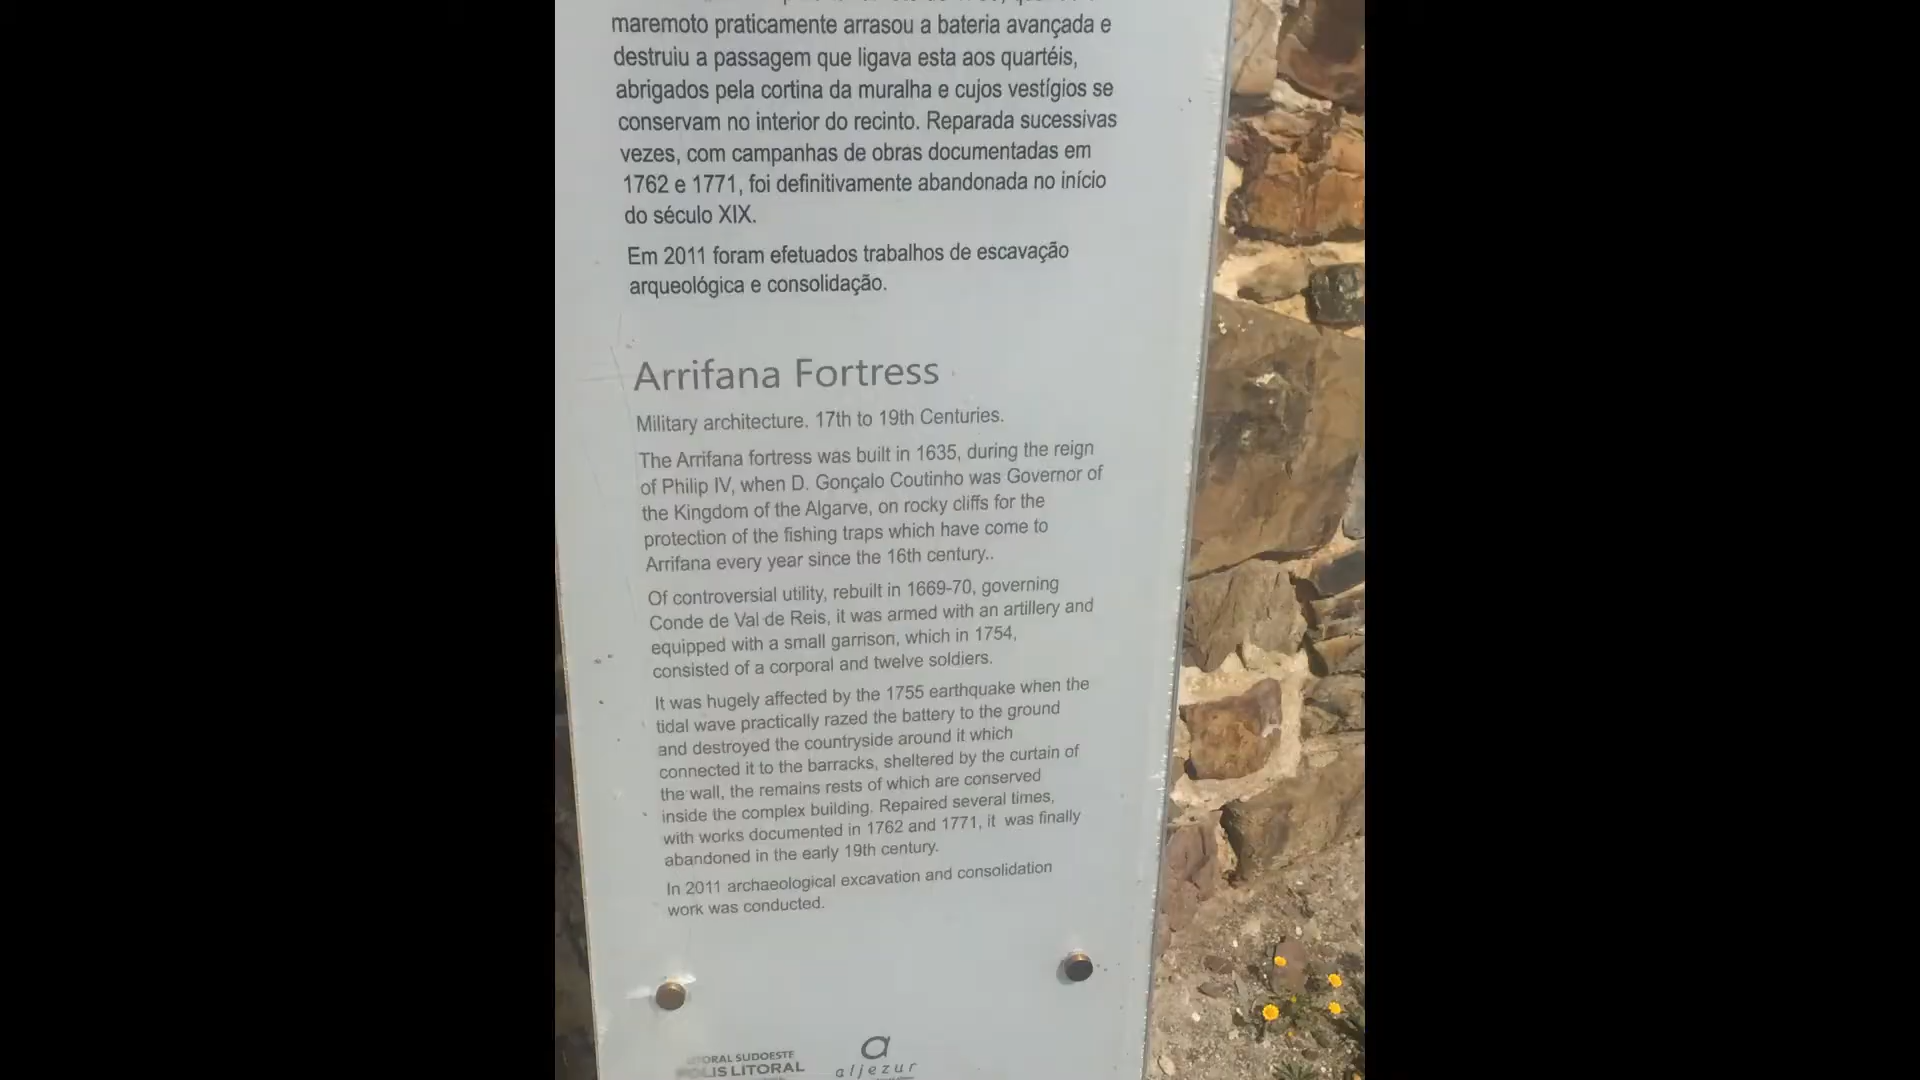 maremoto praticamente arrasou a bateria avançada e
destruiu a passagem que ligava esta aos quartéis,
abrigados pela cortina da muralha e cujos vestígios se
conservam no interior do recinto. Reparada sucessivas
vezes, com campanhas de obras documentadas em
1762 e 1771, foi definitivamente abandonada no início
do século XIX.
Em 2011 foram efetuados trabalhos de escavação
arqueológica e consolidação.
Arrifana Fortress
Military architecture. 17th to 19th Centuries.
The Arrifana fortress was built in 1635, during the reign
of Philip IV, when D. Gonçalo Coutinho was Governor of
the Kingdom of the Algarve, on rocky cliffs for the
protection of the fishing traps which have come to
Arrifana every year since the 16th century..
Of controversial utility, rebuilt in 1669-70, governing
Conde de Val de Reis, it was armed with an artillery and
equipped with a small garrison, which in 1754,
consisted of a corporal and twelve soldiers.
It was hugely affected by the 1755 earthquake when the
tidal wave practically razed the battery to the ground
and destroyed the countryside around it which
connected it to the barracks, sheltered by the curtain of
the wall, the remains rests of which are conserved
inside the complex building. Repaired several times,
with works documented in 1762 and 1771, it was finally
abandoned in the early 19th century.
In 2011 archaeological excavation and consolidation
work was conducted.
SUDOESTE
LITORAL
aljezur